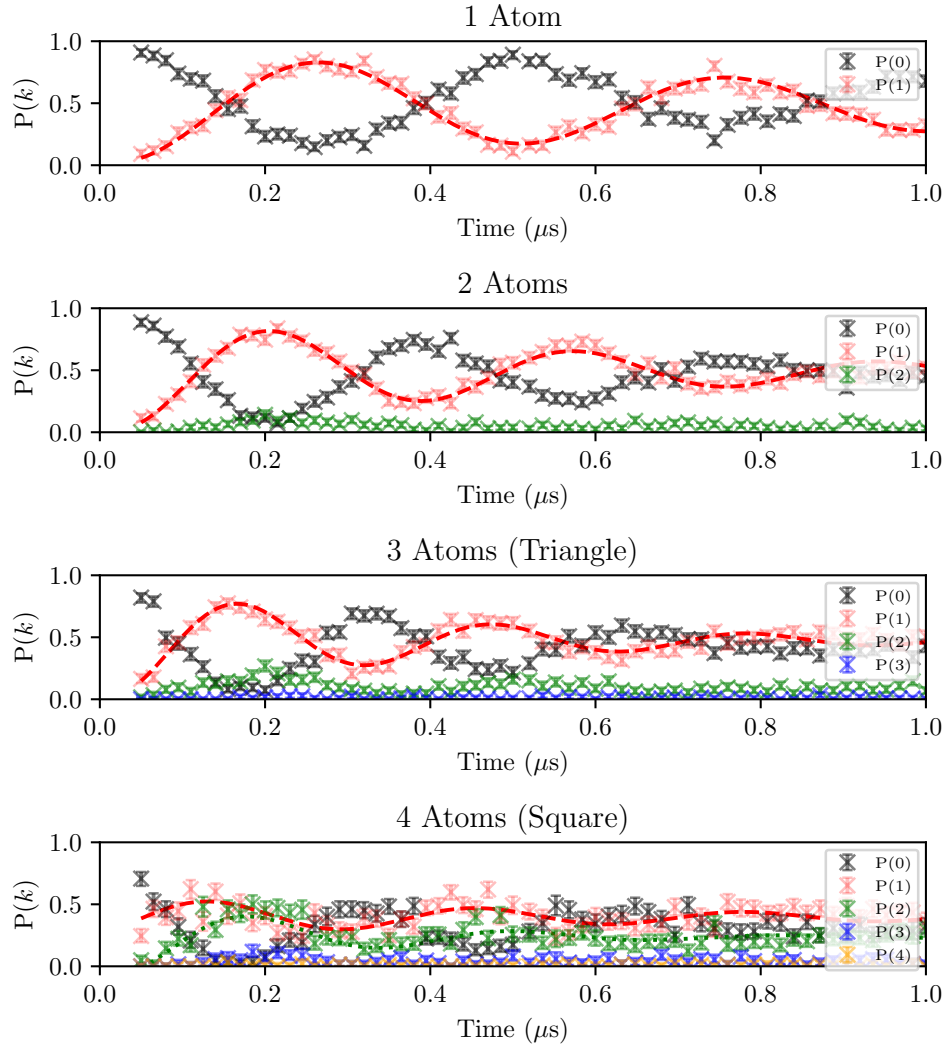 1 Atom
1.0
0.5
0.0
P(k)
P(0)
P(1)
0.0 0.2 0.4 0.6 0.8 1.0
Time (μs)
2 Atoms
1.0
0.5
0.0
P(k)
P(0)
P(1)
P(2)
0.0 0.2 0.4 0.6 0.8 1.0
Time (μs)
3 Atoms (Triangle)
1.0
0.5
0.0
P(k)
P(0)
P(1)
P(2)
P(3)
0.0 0.2 0.4 0.6 0.8 1.0
Time (μs)
4 Atoms (Square)
1.0
0.5
0.0
P(k)
P(0)
P(1)
P(2)
P(3)
P(4)
0.0 0.2 0.4 0.6 0.8 1.0
Time (μs)